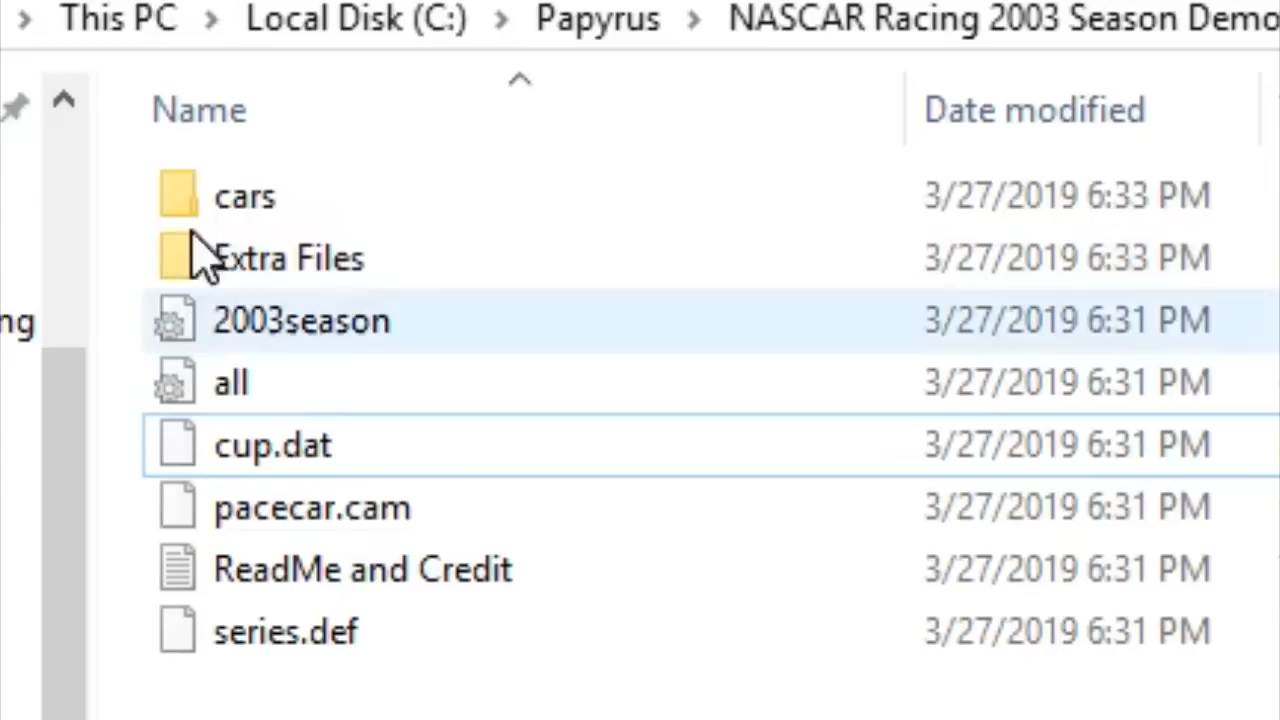 This PC > Local Disk (C:) > Papyrus > NASCAR Racing 2003 Season Demo
Name Date modified
cars 3/27/2019 6:33 PM
Extra Files 3/27/2019 6:33 PM
ng
2003season 3/27/2019 6:31 PM
all 3/27/2019 6:31 PM
cup.dat 3/27/2019 6:31 PM
pacecar.cam 3/27/2019 6:31 PM
ReadMe and Credit 3/27/2019 6:31 PM
series.def 3/27/2019 6:31 PM